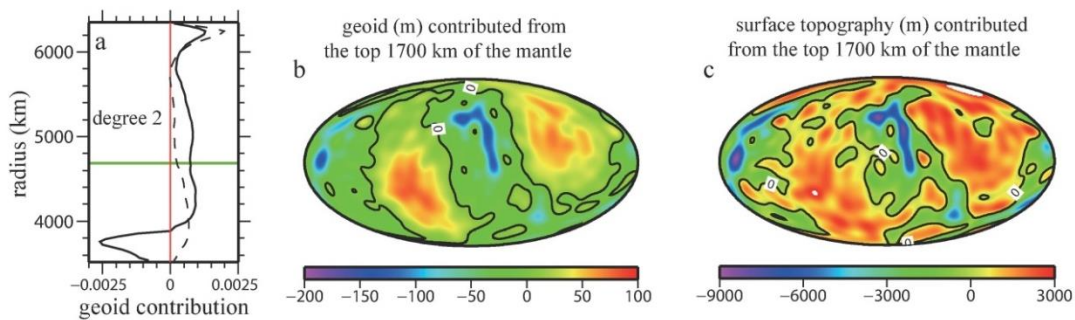 a
6000
5000
4000
radius (km)
degree 2
−0.0025
0
0.0025
geoid contribution
geoid (m) contributed from
the top 1700 km of the mantle
b
0
0
−200
−150
−100
−50
0
50
100
surface topography (m) contributed
from the top 1700 km of the mantle
c
0
0
0
0
0
−9000
−6000
−3000
0
3000